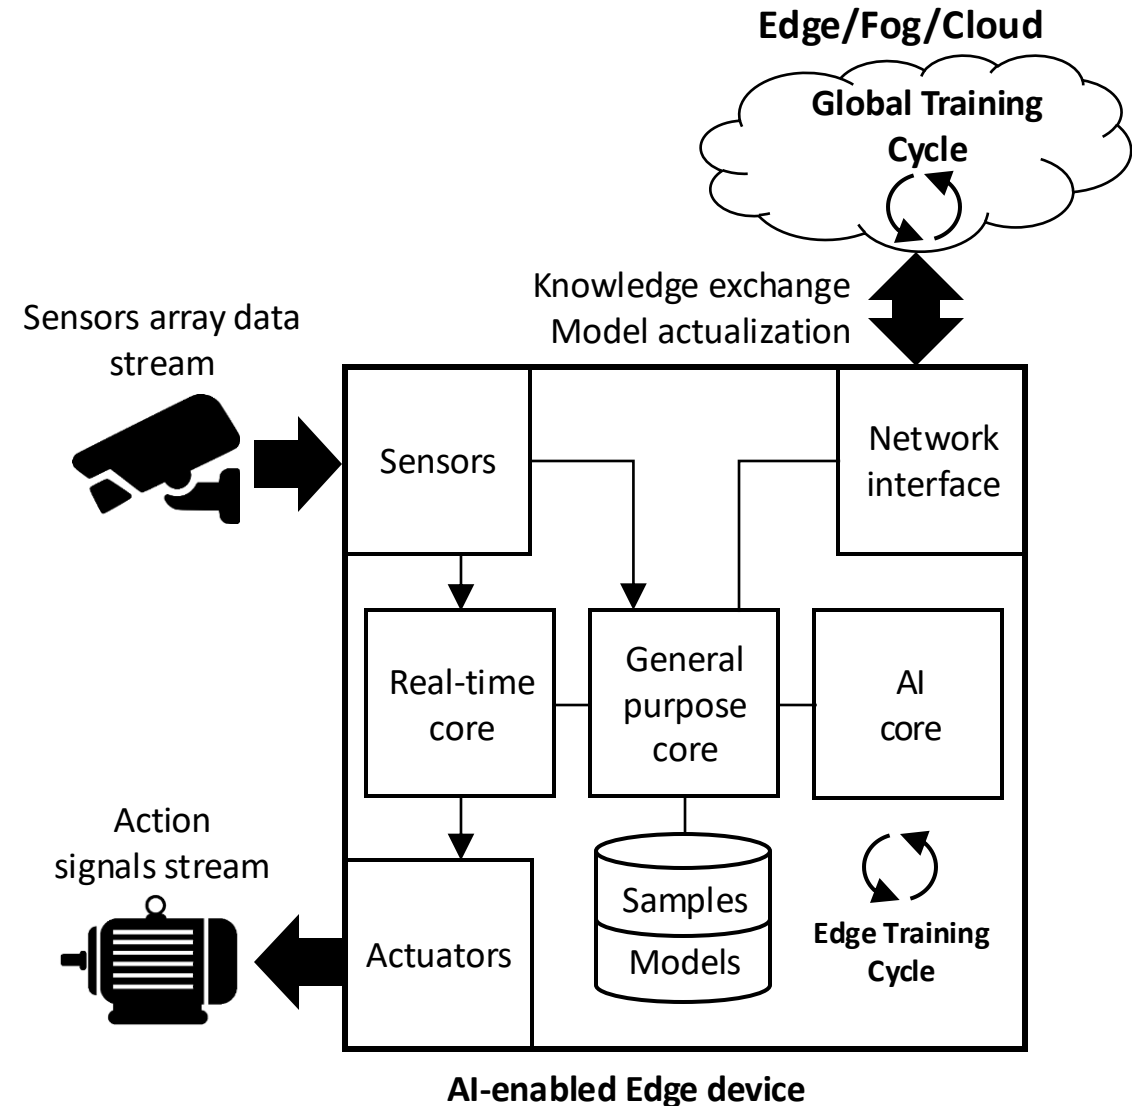 Edge/Fog/Cloud
Global Training
Cycle
Knowledge exchange
Model actualization
Sensors array data
stream
Sensors
Network
interface
Real-time
core
General
purpose
core
AI
core
Action
signals stream
Actuators
Samples
Models
Edge Training
Cycle
AI-enabled Edge device